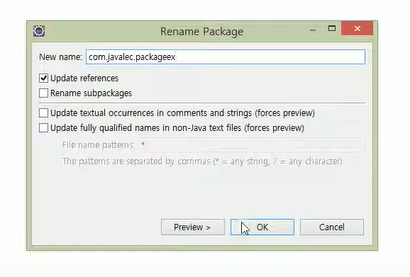 Rename Package
New name: com.javalec.packageex
Update references
Rename subpackages
Update textual occurrences in comments and strings (forces preview)
Update fully qualified names in non-Java text files (forces preview)
File name patterns: *
The patterns are separated by commas (* = any string, ? = any character)
Preview > OK Cancel